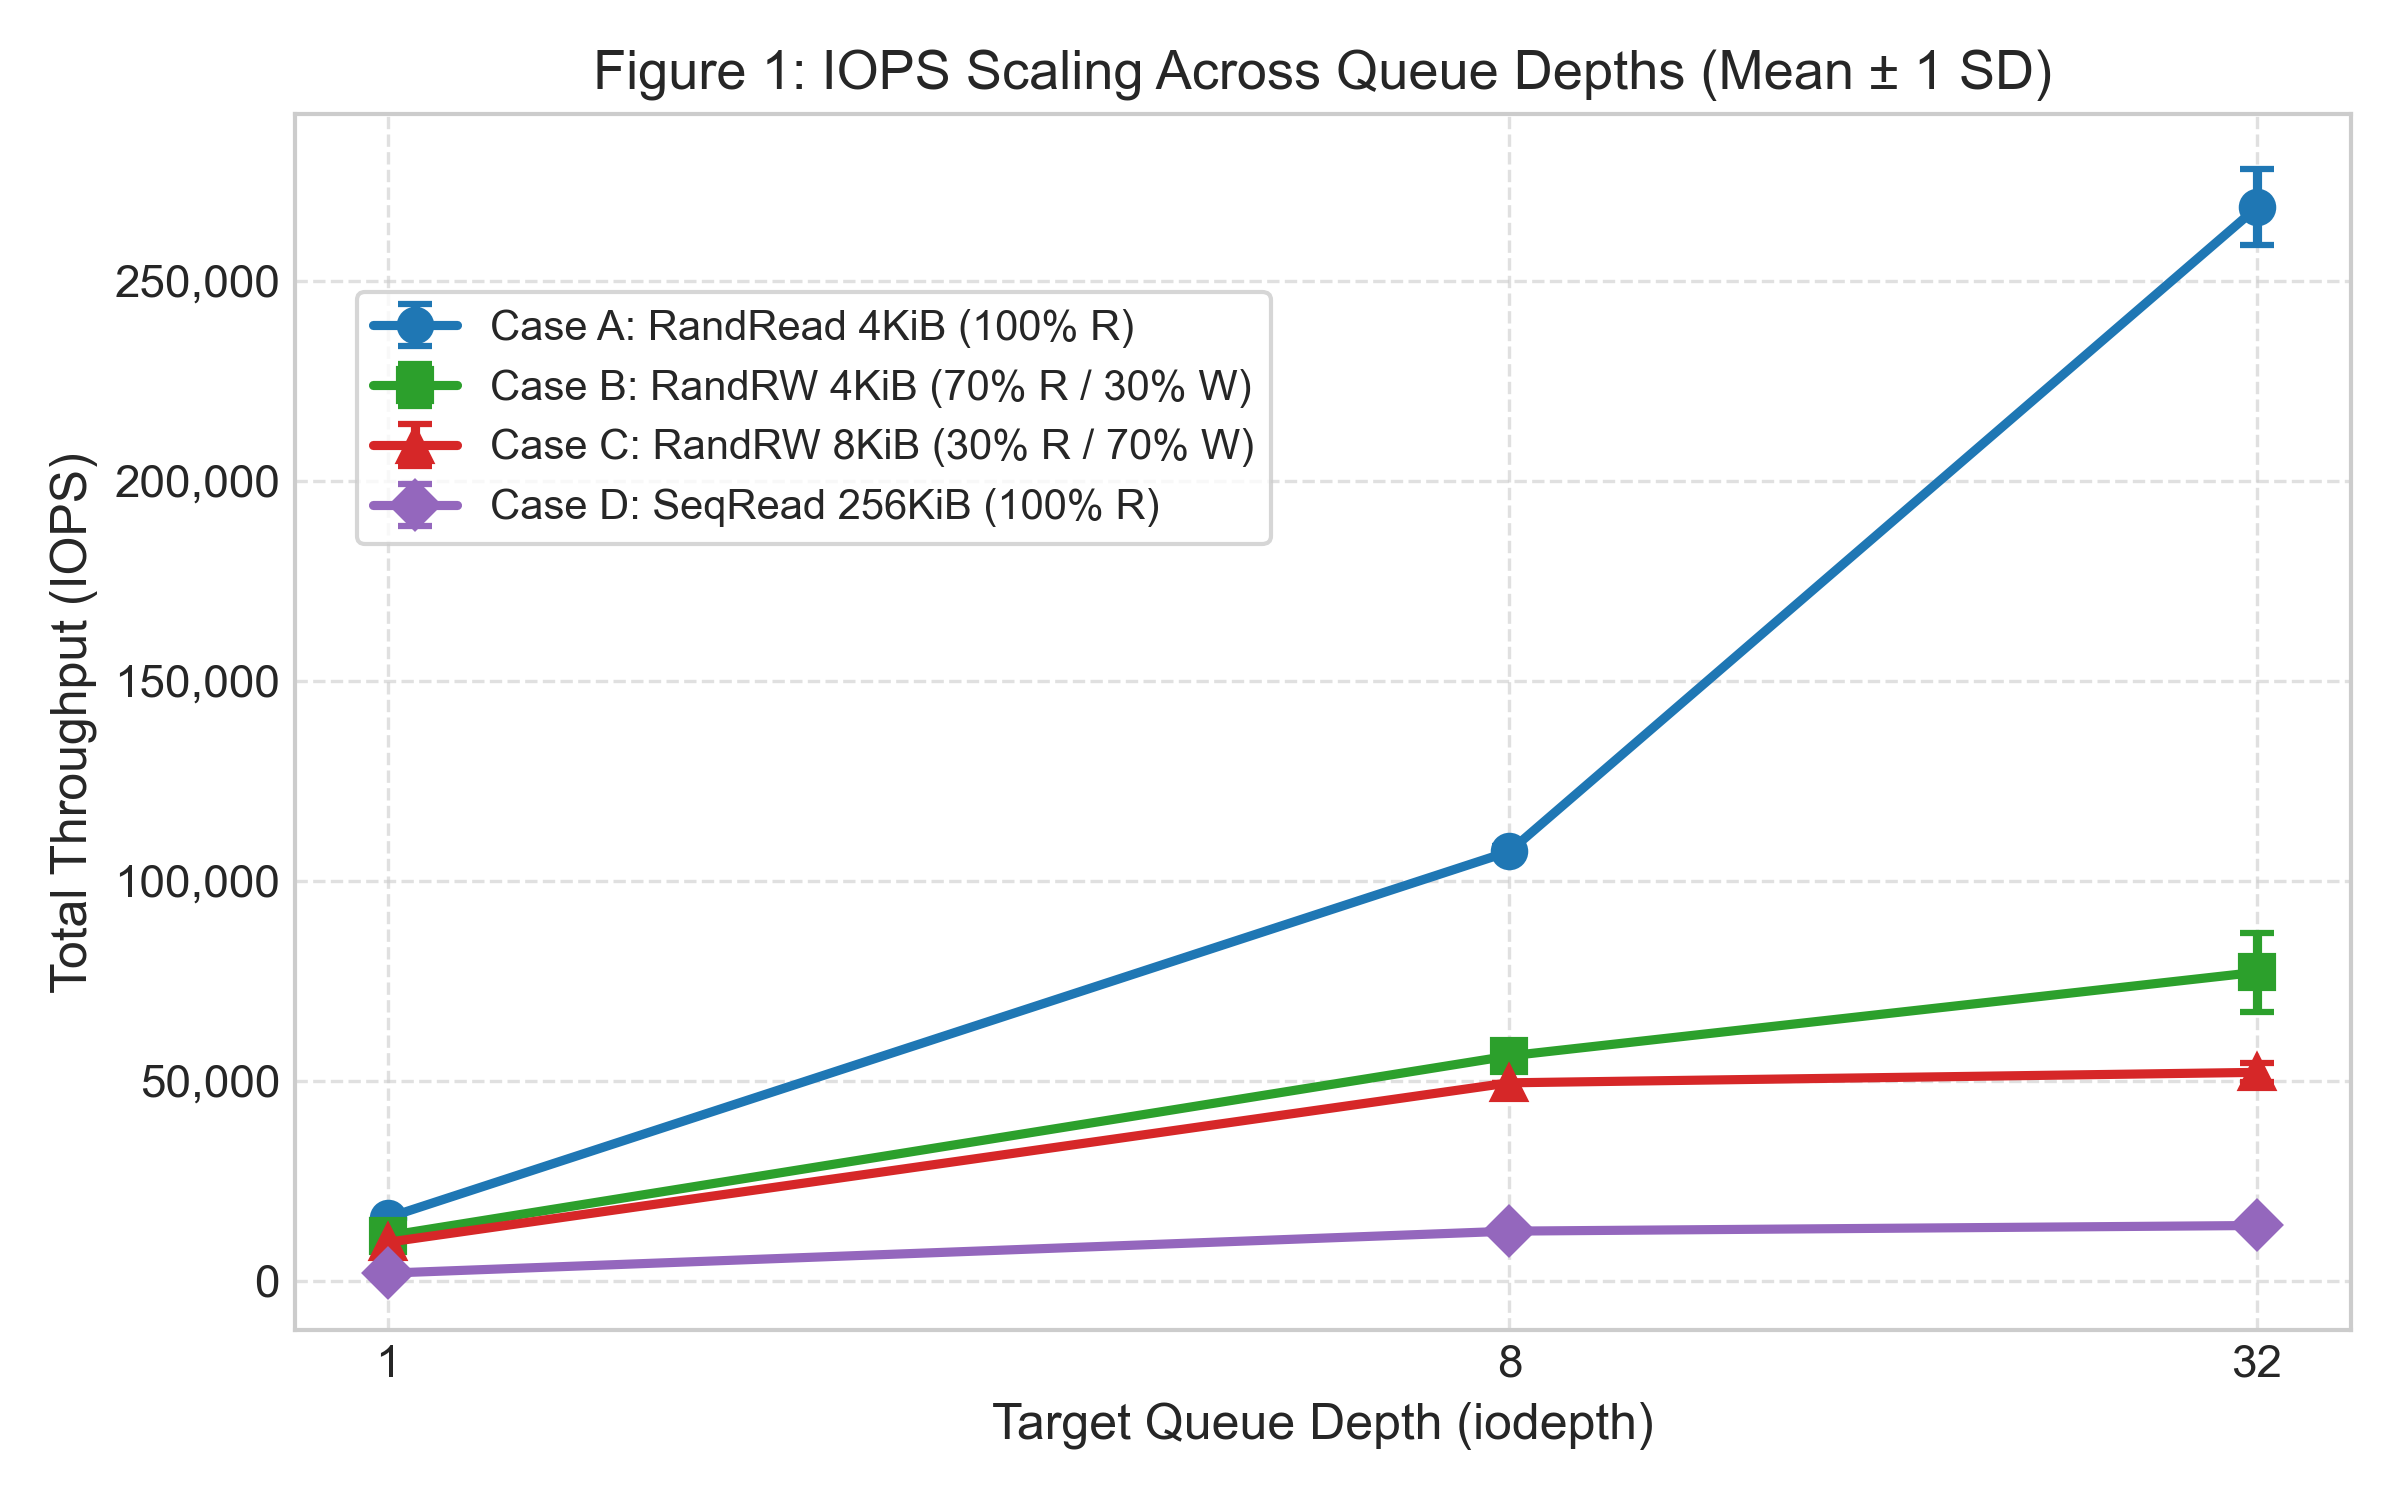 Figure 1: IOPS Scaling Across Queue Depths (Mean ± 1 SD)
Total Throughput (IOPS)
250,000
200,000
150,000
100,000
50,000
0
Case A: RandRead 4KiB (100% R)
Case B: RandRW 4KiB (70% R / 30% W)
Case C: RandRW 8KiB (30% R / 70% W)
Case D: SeqRead 256KiB (100% R)
1
8
32
Target Queue Depth (iodepth)